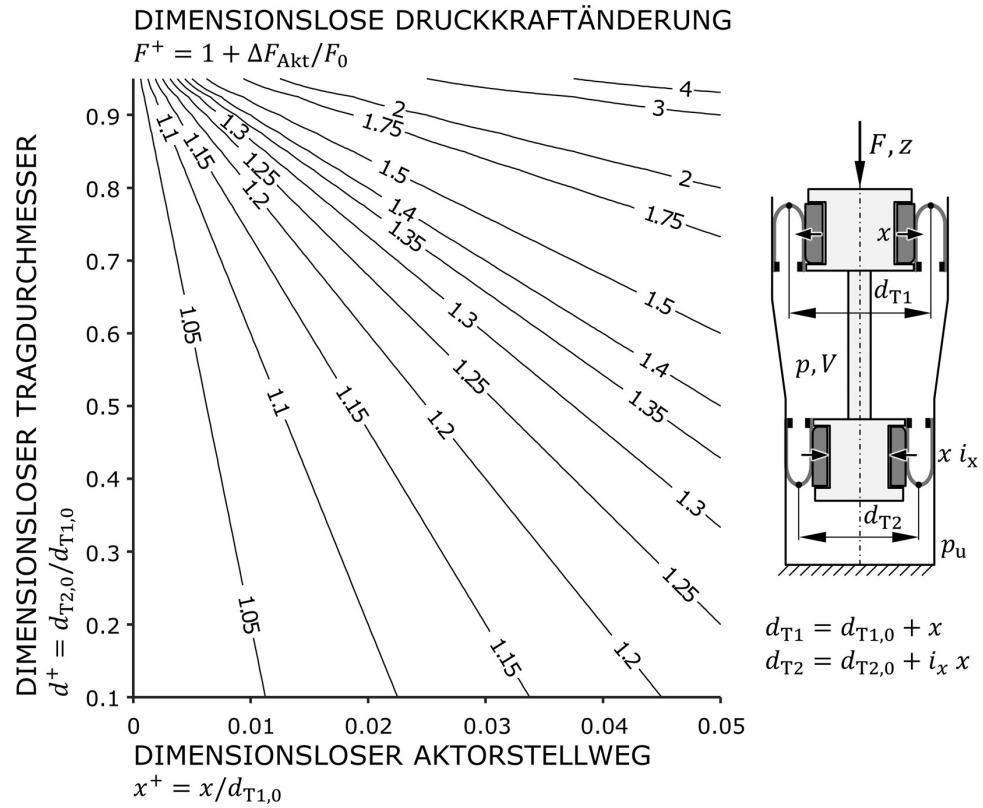 DIMENSIONSLOSE DRUCKKRAFTÄNDERUNG
F⁺ = 1 + ΔF_Akt/F₀
DIMENSIONSLOSER TRAGDURCHMESSER
d⁺ = d_T2,0/d_T1,0
0.9
0.8
0.7
0.6
0.5
0.4
0.3
0.2
0.1
4
3
2
1.75
1.1
1.15
1.3
1.25
1.2
1.5
1.4
1.35
2
1.75
1.05
1.3
1.5
1.25
1.4
1.35
1.1
1.15
1.2
1.3
1.25
1.05
1.15
1.2
0
0.01
0.02
0.03
0.04
0.05
DIMENSIONSLOSER AKTORSTELLWEG
x⁺ = x/d_T1,0
F, z
x
d_T1
p, V
x i_x
d_T2
p_u
d_T1 = d_T1,0 + x
d_T2 = d_T2,0 + i_x x